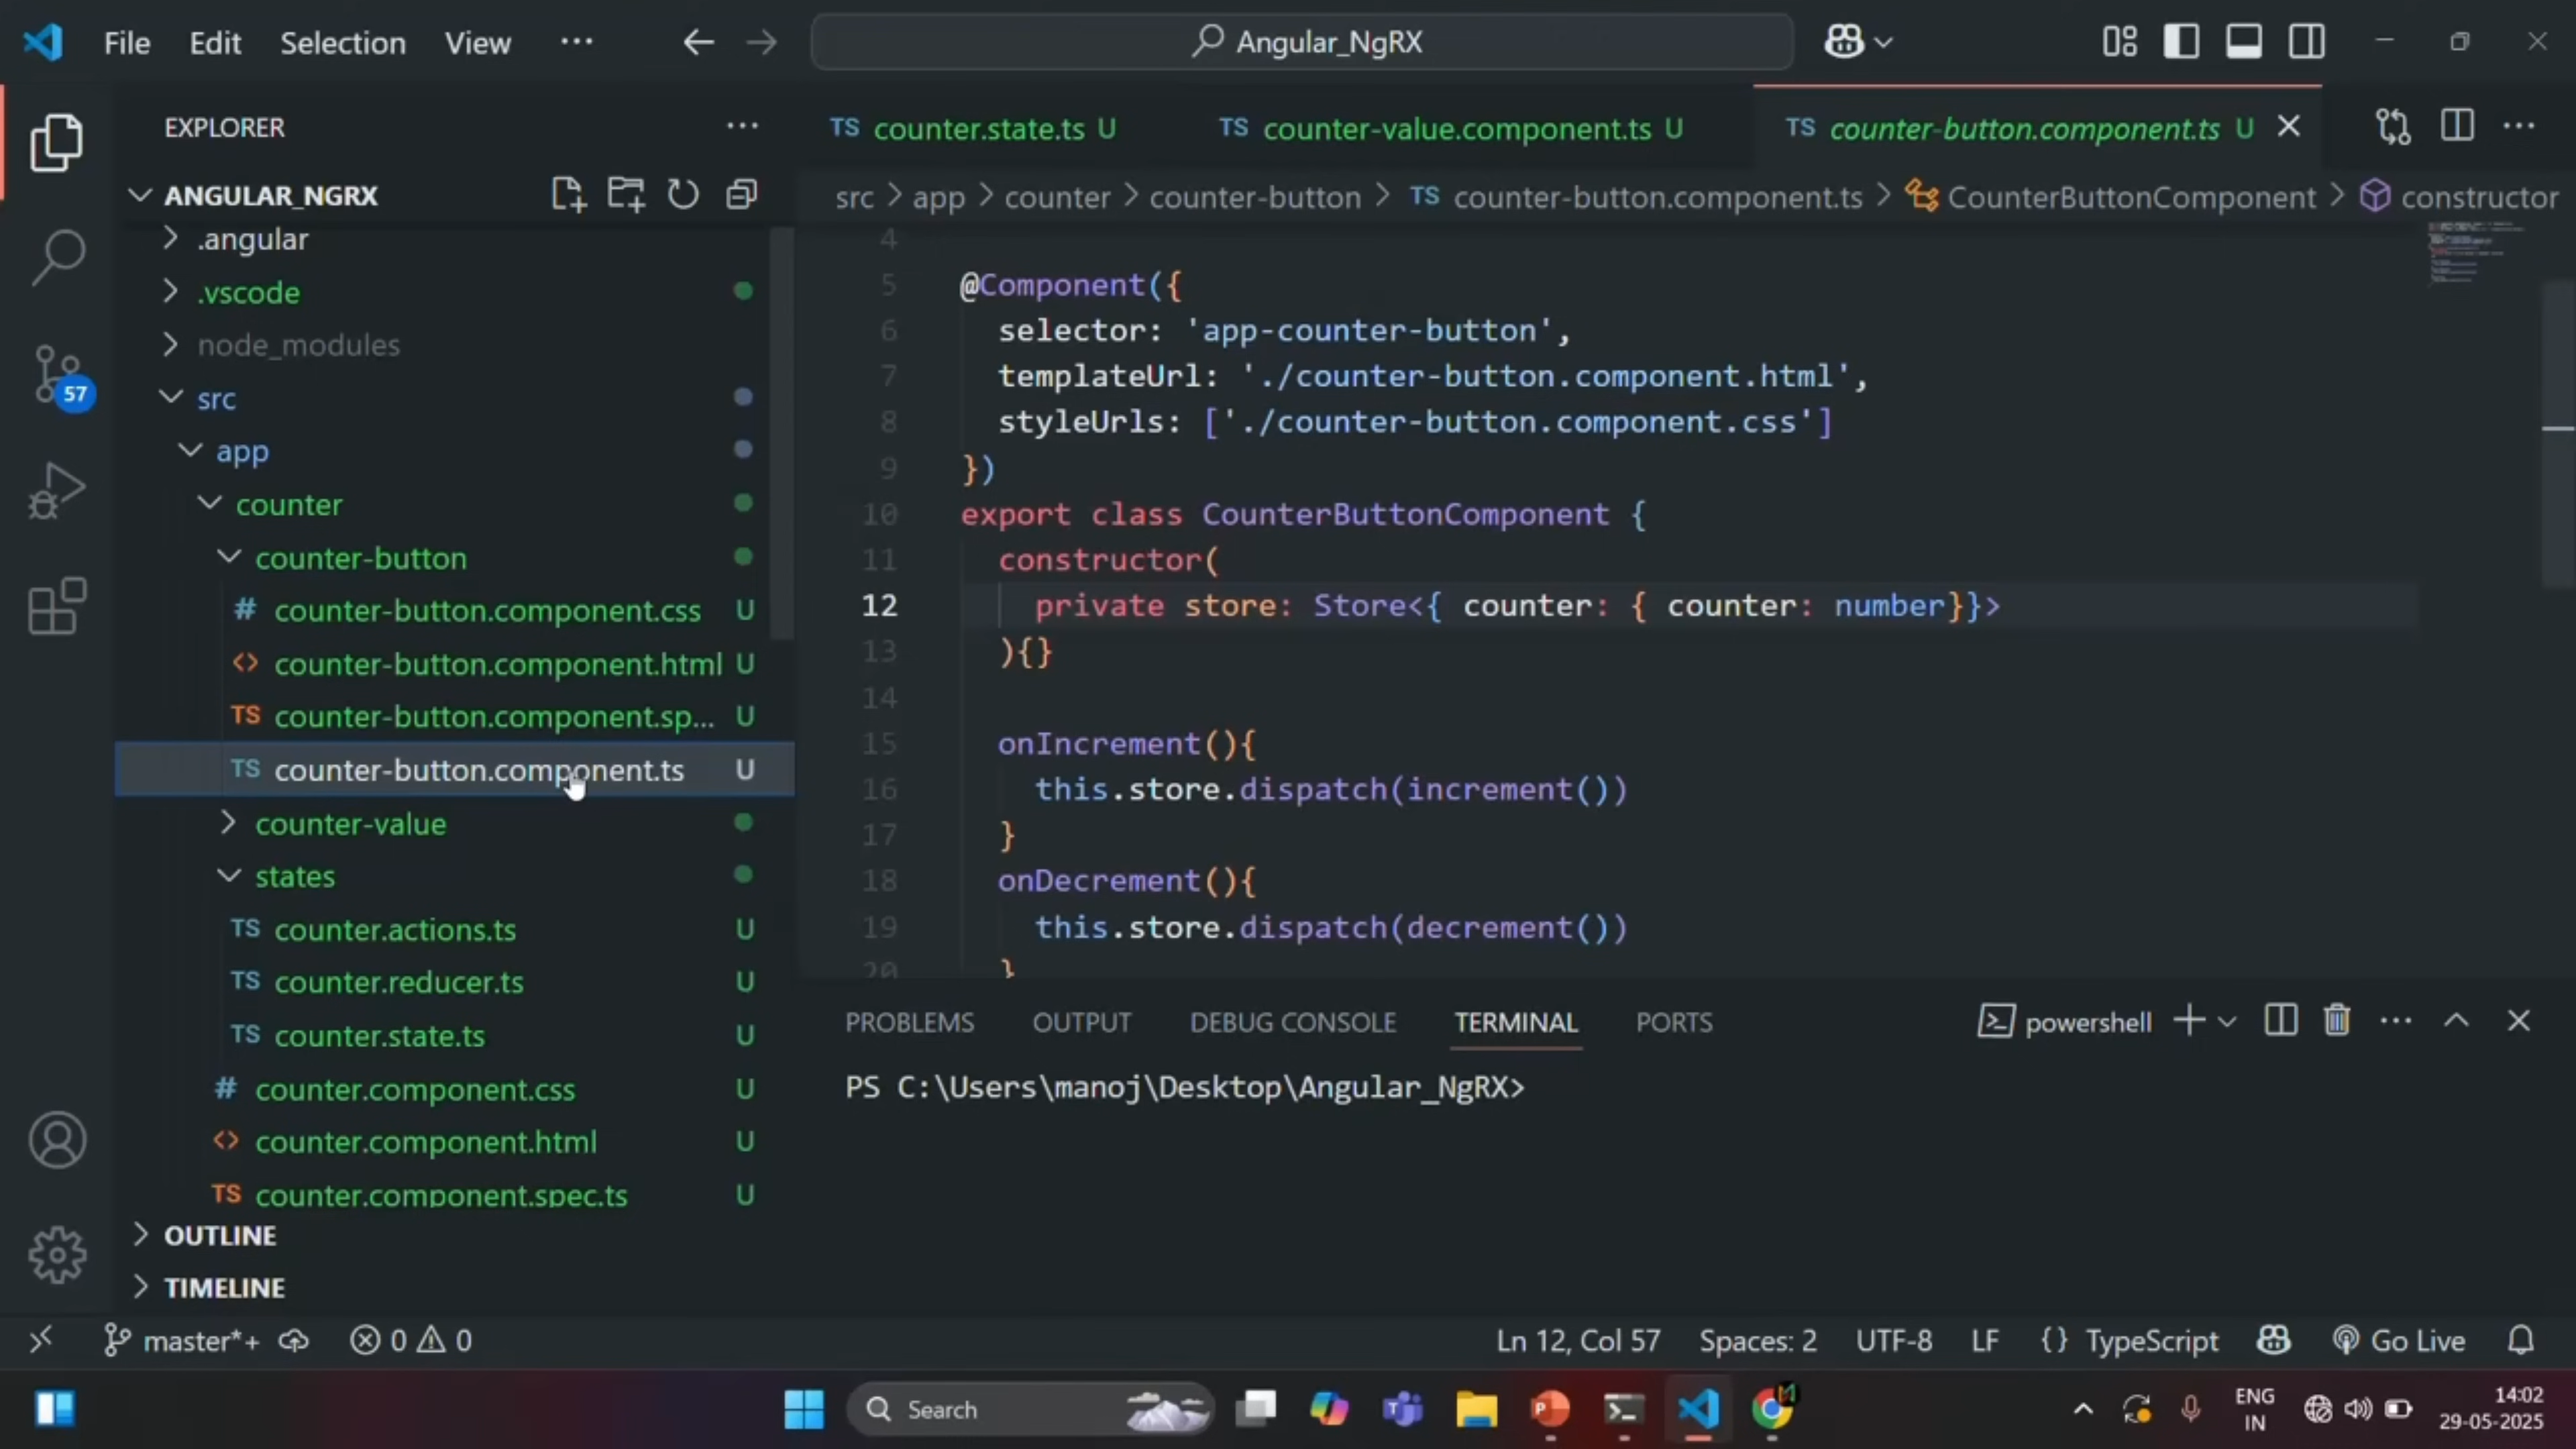 File Edit Selection View ...
Angular_NgRX
EXPLORER
ANGULAR_NGRX
.angular
.vscode
node_modules
57
src
app
counter
counter-button
# counter-button.component.css U
<> counter-button.component.html U
TS counter-button.component.sp... U
TS counter-button.component.ts U
counter-value
states
TS counter.actions.ts U
TS counter.reducer.ts U
TS counter.state.ts U
# counter.component.css U
<> counter.component.html U
TS counter.component.spec.ts U
OUTLINE
TIMELINE
TS counter.state.ts U
TS counter-value.component.ts U
TS counter-button.component.ts U
src > app > counter > counter-button > TS counter-button.component.ts > CounterButtonComponent > constructor
4
5 @Component({
6 selector: 'app-counter-button',
7 templateUrl: './counter-button.component.html',
8 styleUrls: ['./counter-button.component.css']
9 })
10 export class CounterButtonComponent {
11 constructor(
12 private store: Store<{ counter: { counter: number}}>
13 ){}
14
15 onIncrement(){
16 this.store.dispatch(increment())
17 }
18 onDecrement(){
19 this.store.dispatch(decrement())
20 }
PROBLEMS OUTPUT DEBUG CONSOLE TERMINAL PORTS
powershell
PS C:\Users\manoj\Desktop\Angular_NgRX>
master*+ 0 0
Ln 12, Col 57 Spaces: 2 UTF-8 LF {} TypeScript Go Live
Search
ENG
IN
14:02
29-05-2025